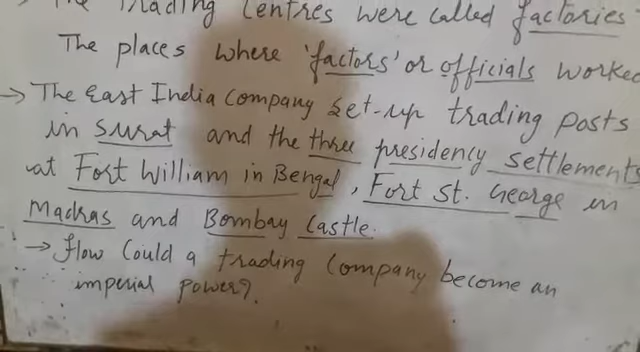 The Trading Centres were called factories
The places where 'factors' or officials worked
→ The East India Company set-up trading posts
in Surat and the three presidency settlements
at Fort William in Bengal, Fort St. George in
Madras and Bombay Castle.
→ How Could a trading Company become an
imperial power?